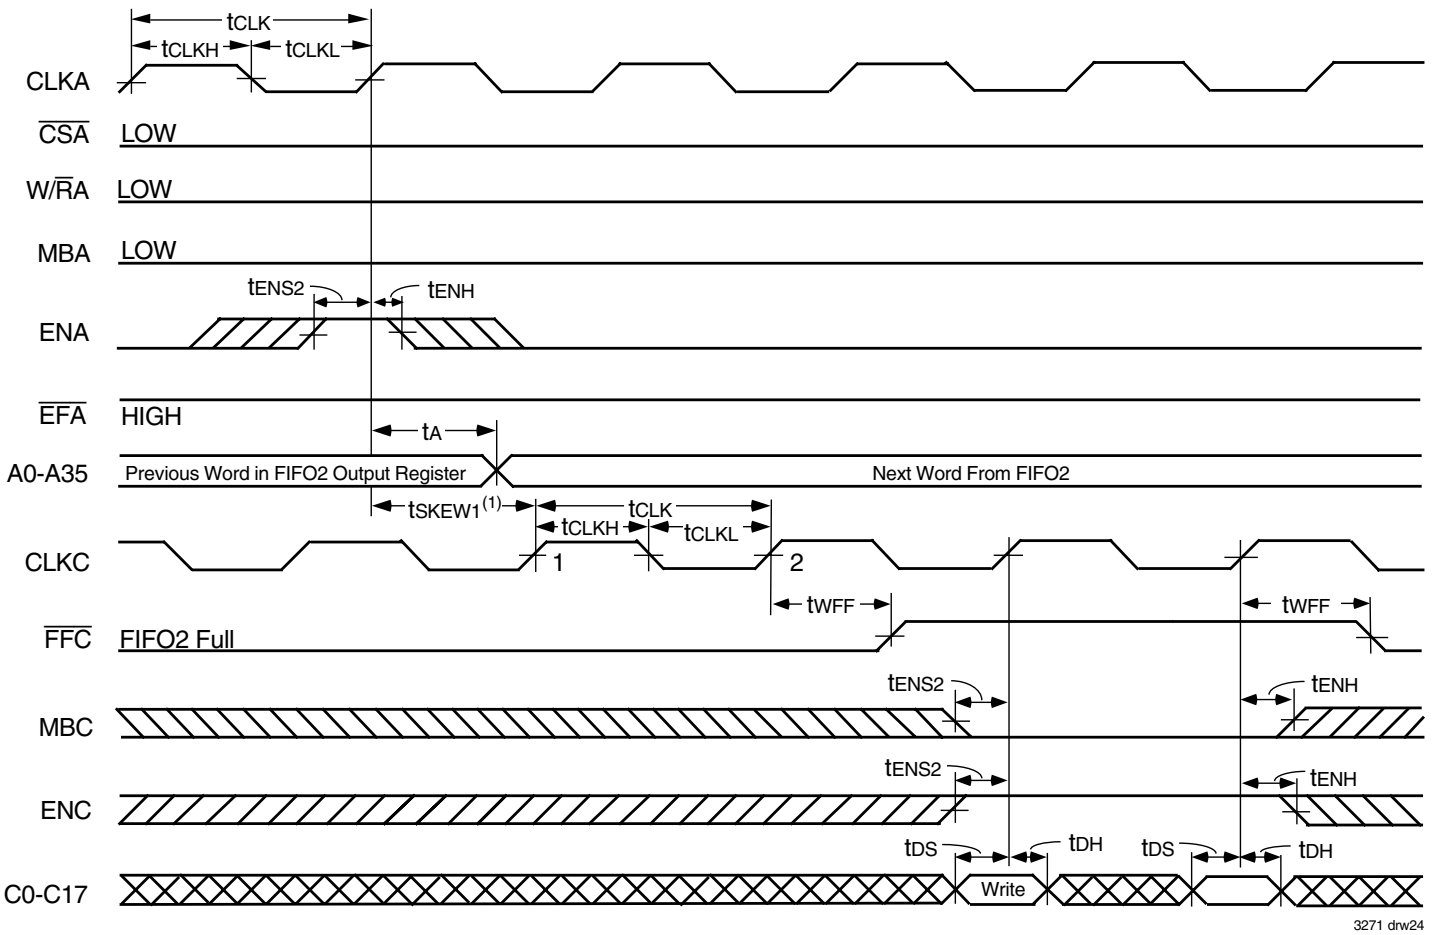 tCLK
tCLKH tCLKL
CLKA
CSA LOW
W/RA LOW
MBA LOW
tENS2 tENH
ENA
EFA HIGH
tA
A0-A35 Previous Word in FIFO2 Output Register Next Word From FIFO2
tSKEW1(1) tCLK
tCLKH tCLKL
CLKC 1 2
tWFF tWFF
FFC FIFO2 Full
tENS2 tENH
MBC
tENS2 tENH
ENC
tDS tDH tDS tDH
C0-C17 Write
3271 drw24